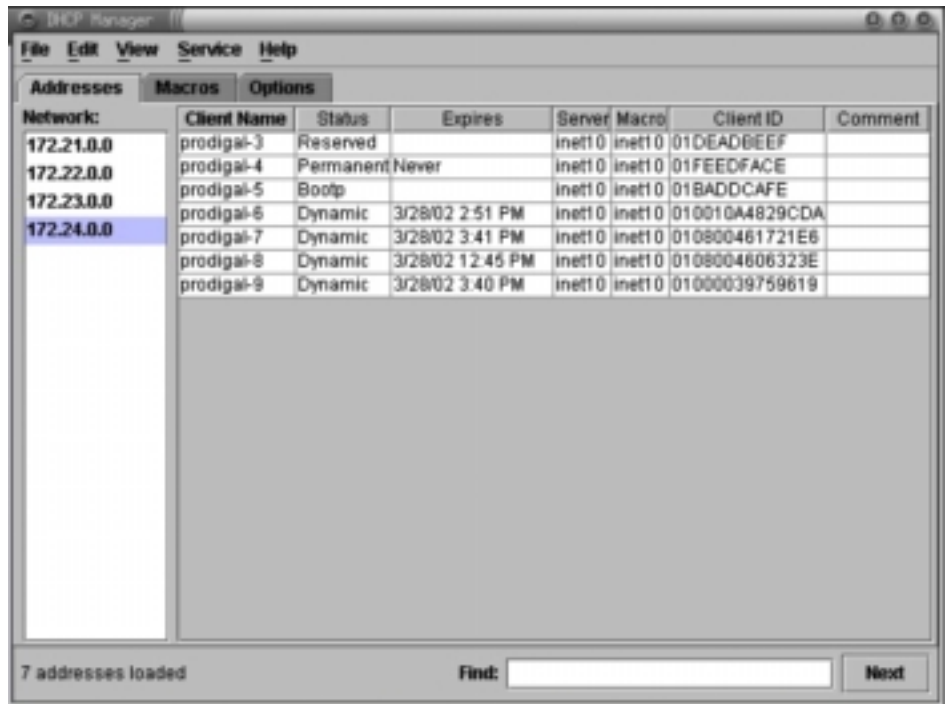 DHCP Manager
File Edit View Service Help
Addresses Macros Options
Network:
172.21.0.0
172.22.0.0
172.23.0.0
172.24.0.0
Client Name Status Expires Server Macro Client ID Comment
prodigal-3 Reserved inet10 inet10 01DEADBEEF
prodigal-4 Permanent Never inet10 inet10 01FEEDFACE
prodigal-5 Bootp inet10 inet10 01BADDCAFE
prodigal-6 Dynamic 3/28/02 2:51 PM inet10 inet10 010010A4829CDA
prodigal-7 Dynamic 3/28/02 3:41 PM inet10 inet10 010800461721E6
prodigal-8 Dynamic 3/28/02 12:45 PM inet10 inet10 0108004606323E
prodigal-9 Dynamic 3/28/02 3:40 PM inet10 inet10 01000039759619
7 addresses loaded Find: Next